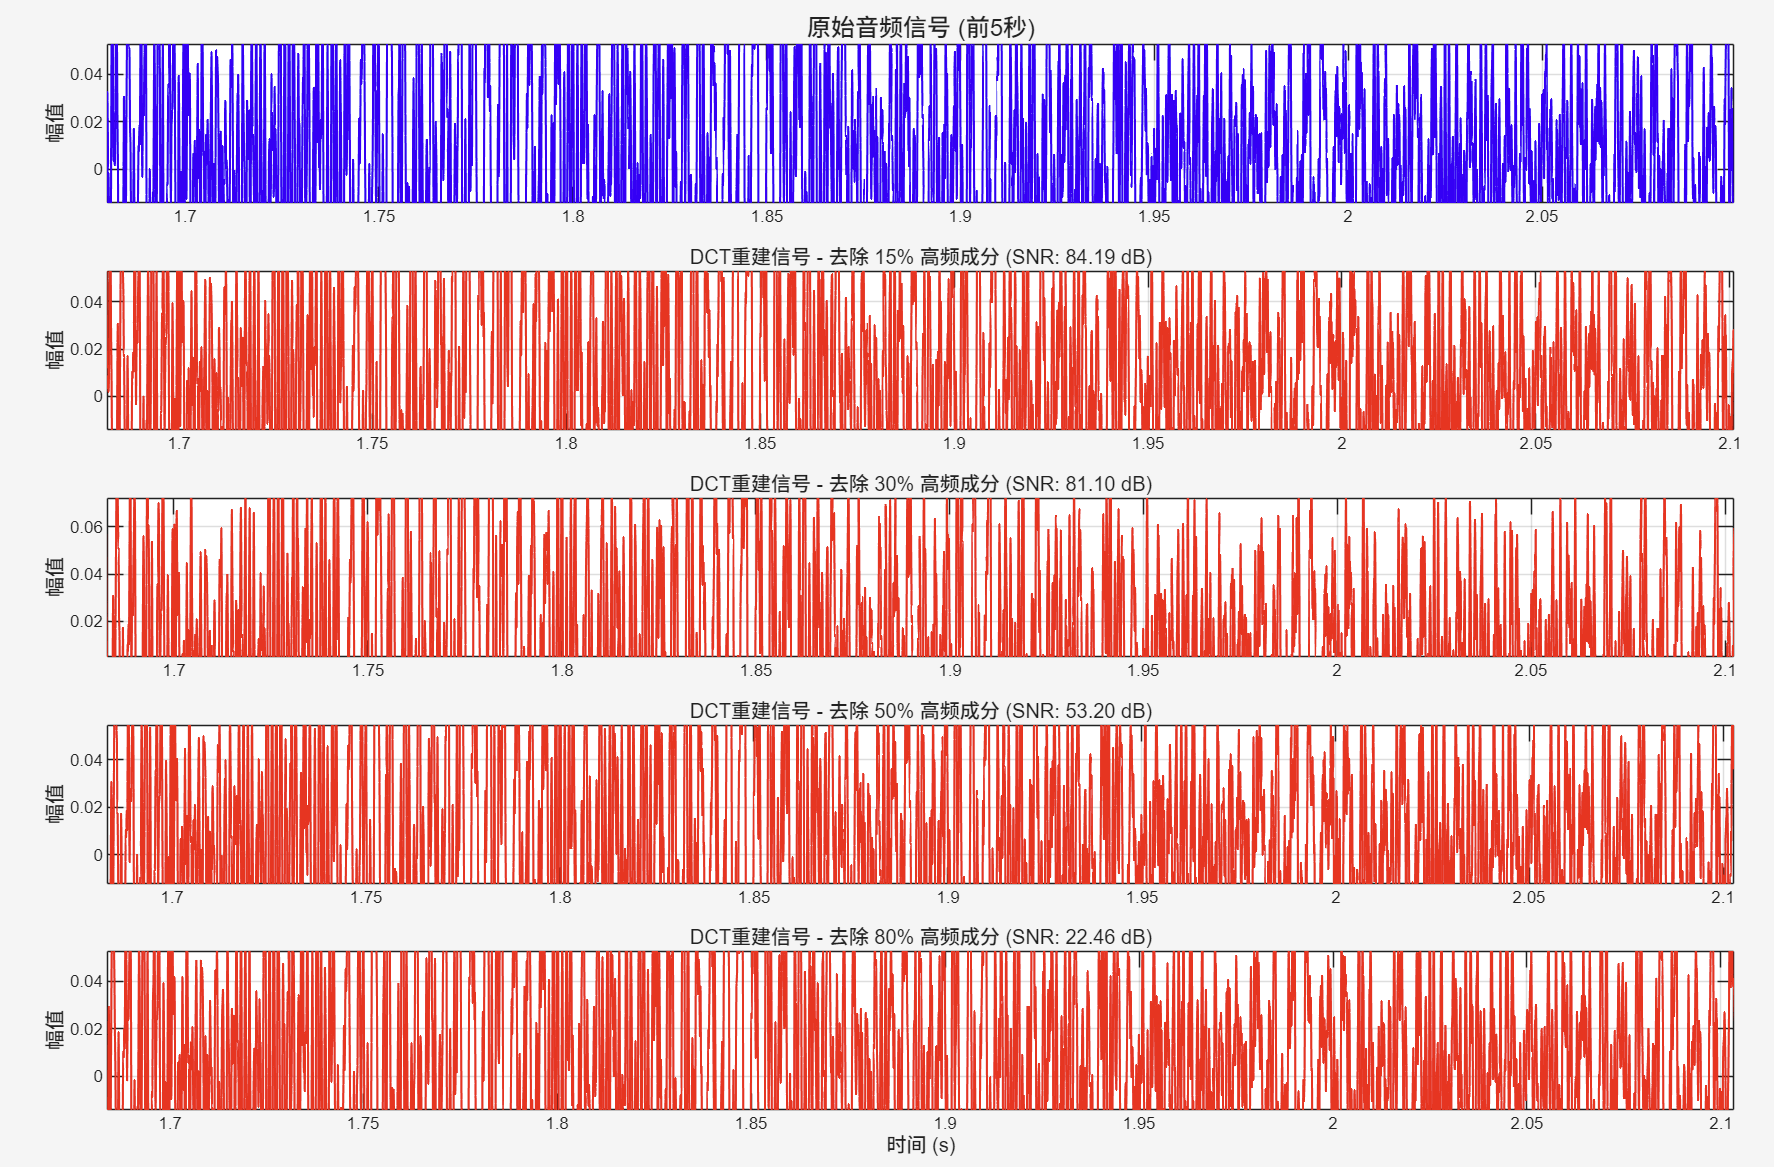 原始音频信号 (前5秒)
幅值
0.04
0.02
0
1.7 1.75 1.8 1.85 1.9 1.95 2 2.05
DCT重建信号 - 去除 15% 高频成分 (SNR: 84.19 dB)
幅值
0.04
0.02
0
1.7 1.75 1.8 1.85 1.9 1.95 2 2.05 2.1
DCT重建信号 - 去除 30% 高频成分 (SNR: 81.10 dB)
幅值
0.06
0.04
0.02
1.7 1.75 1.8 1.85 1.9 1.95 2 2.05 2.1
DCT重建信号 - 去除 50% 高频成分 (SNR: 53.20 dB)
幅值
0.04
0.02
0
1.7 1.75 1.8 1.85 1.9 1.95 2 2.05 2.1
DCT重建信号 - 去除 80% 高频成分 (SNR: 22.46 dB)
幅值
0.04
0.02
0
1.7 1.75 1.8 1.85 1.9 1.95 2 2.05 2.1
时间 (s)